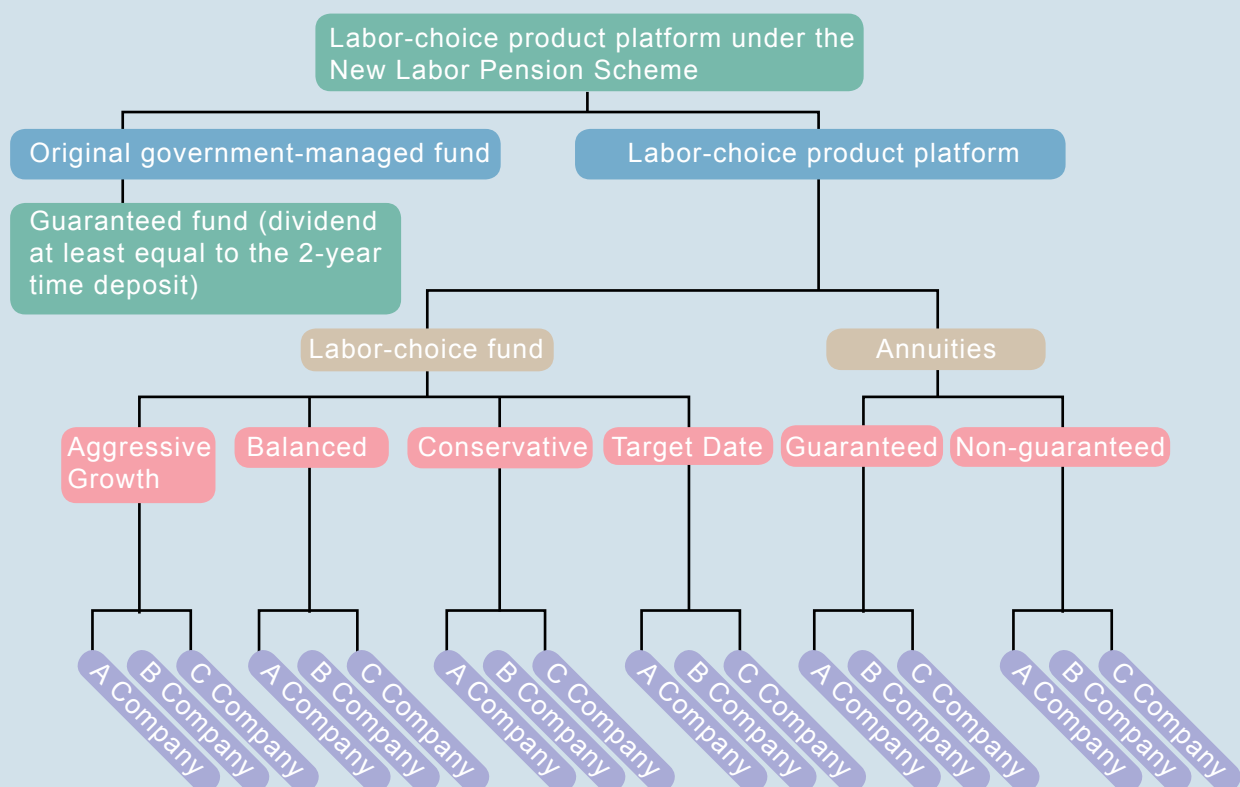 Labor-choice product platform under the
New Labor Pension Scheme
Original government-managed fund
Labor-choice product platform
Guaranteed fund (dividend
at least equal to the 2-year
time deposit)
Labor-choice fund
Annuities
Aggressive
Growth
Balanced
Conservative
Target Date
Guaranteed
Non-guaranteed
A Company
B Company
C Company
A Company
B Company
C Company
A Company
B Company
C Company
A Company
B Company
C Company
A Company
B Company
C Company
A Company
B Company
C Company